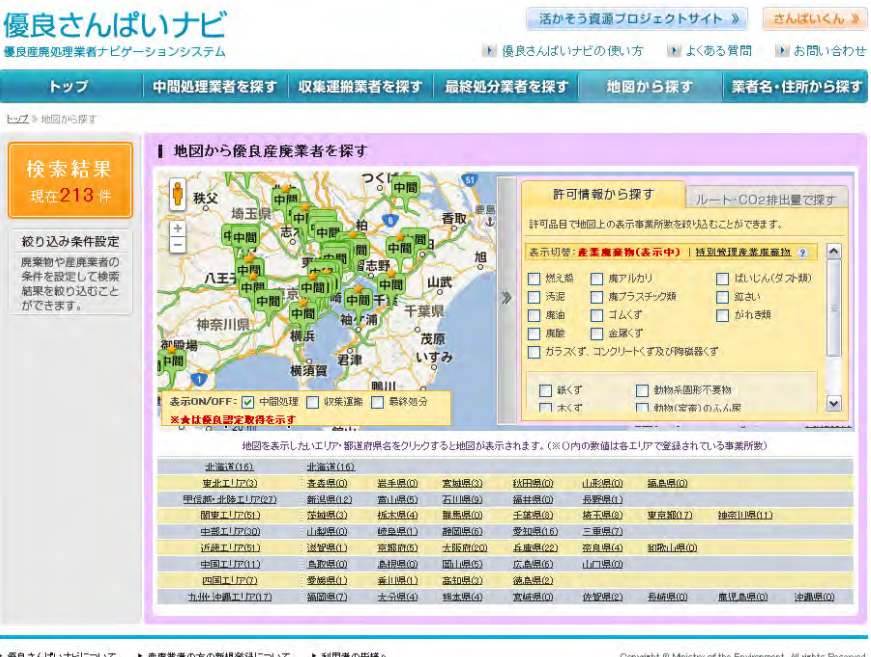 優良さんぱいナビ
優良産廃処理業者ナビゲーションシステム
活かそう資源プロジェクトサイト 》
さんぱいくん 》
優良さんぱいナビの使い方
よくある質問
お問い合わせ
トップ
中間処理業者を探す
収集運搬業者を探す
最終処分業者を探す
地図から探す
業者名・住所から探す
トップ » 地図から探す
検索結果
現在213 件
絞り込み条件設定
廃棄物や産廃業者の
条件を設定して検索
結果を絞り込むこと
ができます。
地図から優良産廃業者を探す
秩父
つくば
中間
51
埼玉県
柏
6
香取
旭
八王子
習志野
山武
神奈川県
横浜
袖ヶ浦
千葉県
茂原
御殿場
君津
いすみ
横須賀
1
鴨川
表示ON/OFF: 中間処理 収集運搬 最終処分
※★は優良認定取得を示す
許可情報から探す
ルート・CO2排出量で探す
許可品目で地図上の表示事業所数を絞り込むことができます。
表示切替:産業廃棄物(表示中) | 特別管理産業廃棄物 ?
燃え殻 廃アルカリ ばいじん(ダスト類)
汚泥 廃プラスチック類 鉱さい
廃油 ゴムくず がれき類
廃酸 金属くず
ガラスくず、コンクリートくず及び陶磁器くず
紙くず 動物系固形不要物
木くず 動物(家畜)のふん尿
地図を表示したいエリア・都道府県名をクリックすると地図が表示されます。(※()内の数値は各エリアで登録されている事業所数)
北海道(16) 北海道(16)
東北エリア(3) 青森県(0) 岩手県(0) 宮城県(3) 秋田県(0) 山形県(0) 福島県(0)
甲信越・北陸エリア(27) 新潟県(12) 富山県(5) 石川県(9) 福井県(0) 長野県(1)
関東エリア(51) 茨城県(3) 栃木県(4) 群馬県(0) 千葉県(8) 埼玉県(8) 東京都(17) 神奈川県(11)
中部エリア(30) 山梨県(0) 岐阜県(1) 静岡県(6) 愛知県(16) 三重県(7)
近畿エリア(51) 滋賀県(1) 京都府(5) 大阪府(20) 兵庫県(22) 奈良県(4) 和歌山県(0)
中国エリア(11) 鳥取県(0) 島根県(0) 岡山県(5) 広島県(6) 山口県(0)
四国エリア(7) 愛媛県(1) 香川県(1) 高知県(3) 徳島県(2)
九州・沖縄エリア(17) 福岡県(7) 大分県(4) 熊本県(4) 宮崎県(0) 佐賀県(2) 長崎県(0) 鹿児島県(0) 沖縄県(0)